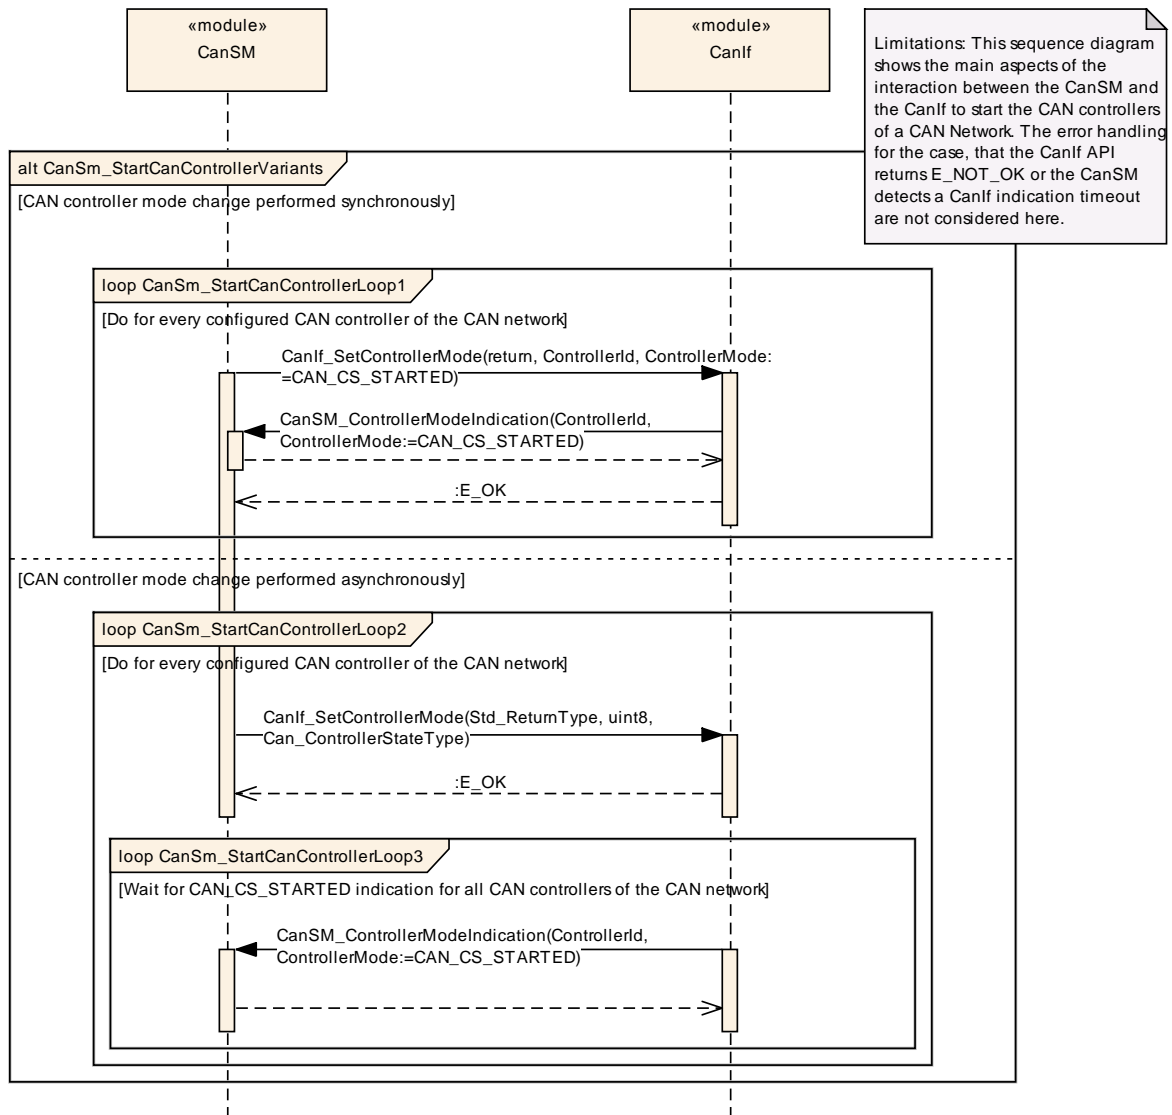 «module»
CanSM
«module»
CanIf
Limitations: This sequence diagram
shows the main aspects of the
interaction between the CanSM and
the CanIf to start the CAN controllers
of a CAN Network. The error handling
for the case, that the CanIf API
returns E_NOT_OK or the CanSM
detects a CanIf indication timeout
are not considered here.
alt CanSm_StartCanControllerVariants
[CAN controller mode change performed synchronously]
loop CanSm_StartCanControllerLoop1
[Do for every configured CAN controller of the CAN network]
CanIf_SetControllerMode(return, ControllerId, ControllerMode:
=CAN_CS_STARTED)
CanSM_ControllerModeIndication(ControllerId,
ControllerMode:=CAN_CS_STARTED)
:E_OK
[CAN controller mode change performed asynchronously]
loop CanSm_StartCanControllerLoop2
[Do for every configured CAN controller of the CAN network]
CanIf_SetControllerMode(Std_ReturnType, uint8,
Can_ControllerStateType)
:E_OK
loop CanSm_StartCanControllerLoop3
[Wait for CAN_CS_STARTED indication for all CAN controllers of the CAN network]
CanSM_ControllerModeIndication(ControllerId,
ControllerMode:=CAN_CS_STARTED)